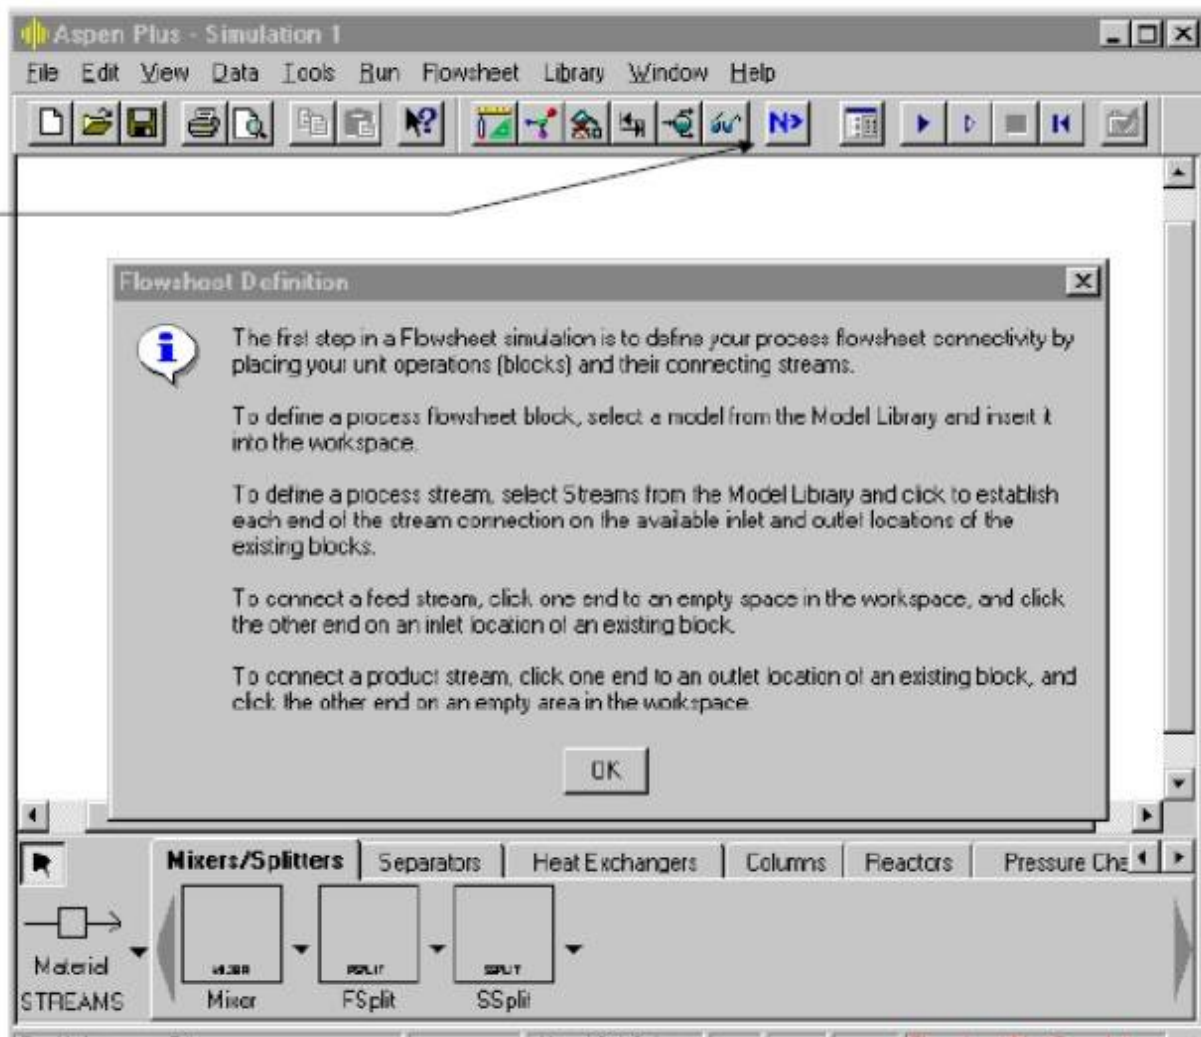 Aspen Plus - Simulation 1
File Edit View Data Tools Run Flowsheet Library Window Help
N>
Flowsheet Definition
The first step in a Flowsheet simulation is to define your process flowsheet connectivity by
placing your unit operations (blocks) and their connecting streams.
To define a process flowsheet block, select a model from the Model Library and insert it
into the workspace.
To define a process stream, select Streams from the Model Library and click to establish
each end of the stream connection on the available inlet and outlet locations of the
existing blocks.
To connect a feed stream, click one end to an empty space in the workspace, and click
the other end on an inlet location of an existing block.
To connect a product stream, click one end to an outlet location of an existing block, and
click the other end on an empty area in the workspace.
OK
Mixers/Splitters Separators Heat Exchangers Columns Reactors Pressure Cha
MIXER FSPLIT SSPLIT
Material
STREAMS
Mixer FSplit SSplit